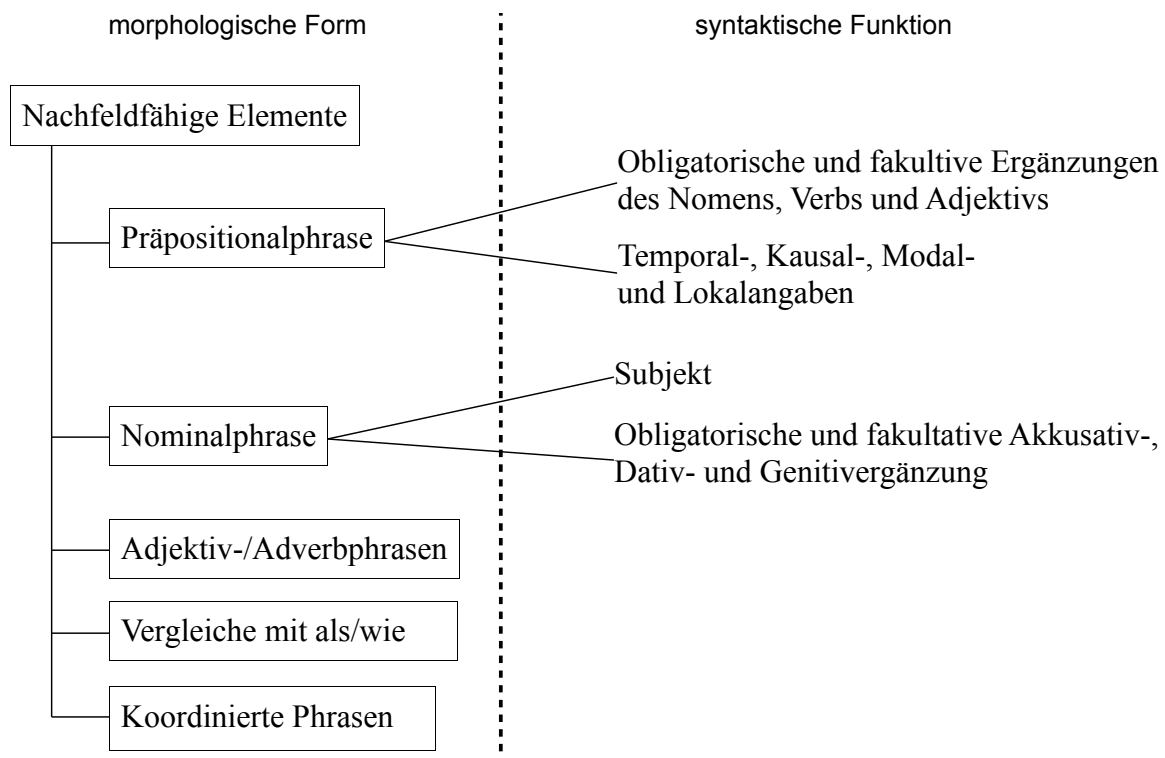 morphologische Form
syntaktische Funktion
Nachfeldfähige Elemente
Obligatorische und fakultive Ergänzungen
des Nomens, Verbs und Adjektivs
Präpositionalphrase
Temporal-, Kausal-, Modal-
und Lokalangaben
Subjekt
Nominalphrase
Obligatorische und fakultative Akkusativ-,
Dativ- und Genitivergänzung
Adjektiv-/Adverbphrasen
Vergleiche mit als/wie
Koordinierte Phrasen